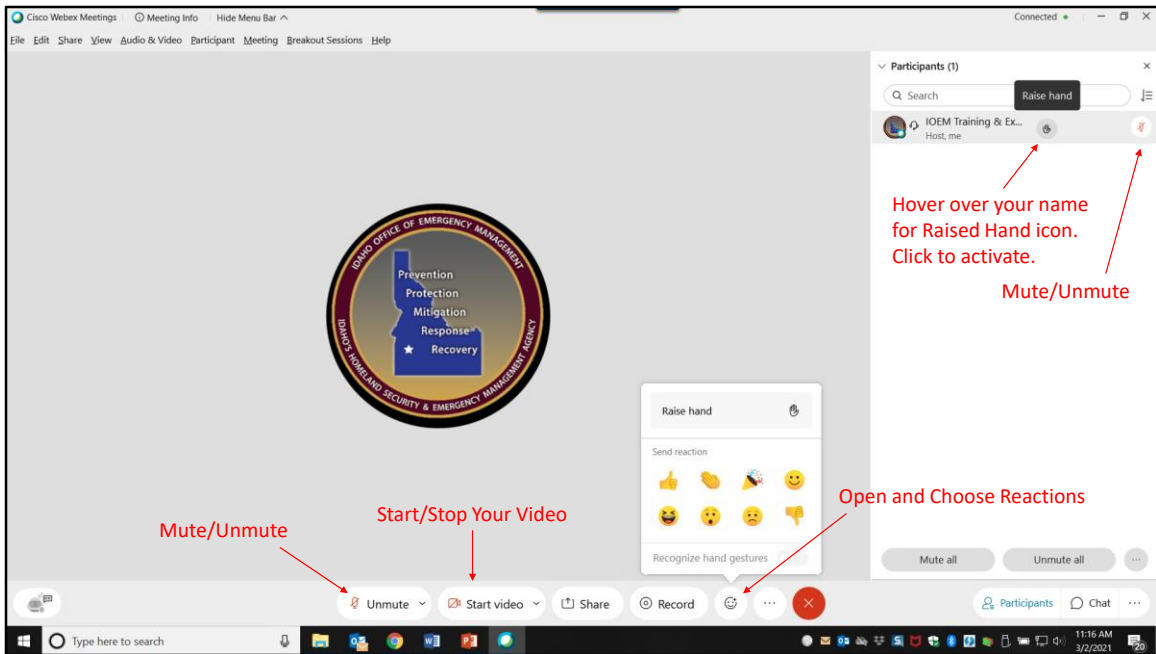 Cisco Webex Meetings Meeting Info Hide Menu Bar
Connected
File Edit Share View Audio & Video Participant Meeting Breakout Sessions Help
Participants (1)
Search
Raise hand
IOEM Training & Ex...
Host, me
Hover over your name
for Raised Hand icon.
Click to activate.
Mute/Unmute
IDAHO OFFICE OF EMERGENCY MANAGEMENT
Prevention
Protection
Mitigation
Response
Recovery
IDAHO'S HOMELAND SECURITY & EMERGENCY MANAGEMENT AGENCY
Raise hand
Send reaction
Recognize hand gestures
Open and Choose Reactions
Start/Stop Your Video
Mute/Unmute
Mute all Unmute all ...
Unmute Start video Share Record ...
Participants Chat ...
Type here to search
11:16 AM
3/2/2021
20